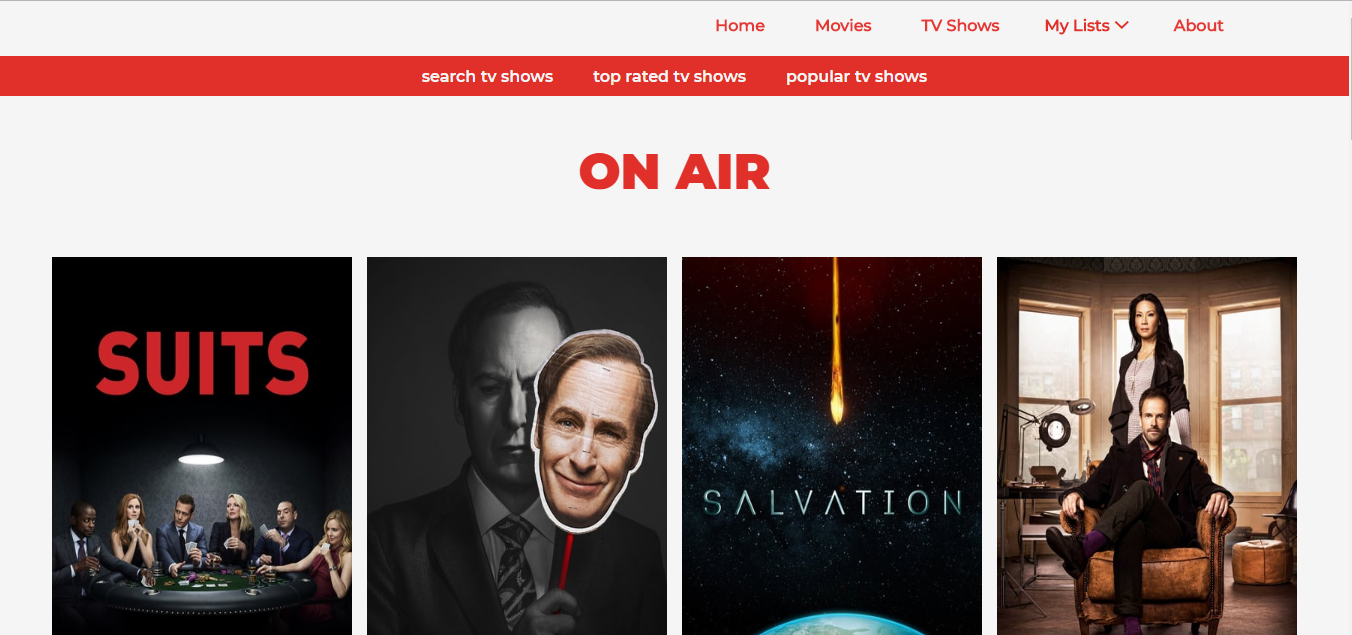 Home Movies TV Shows My Lists About
search tv shows top rated tv shows popular tv shows
ON AIR
SUITS
SALVATION